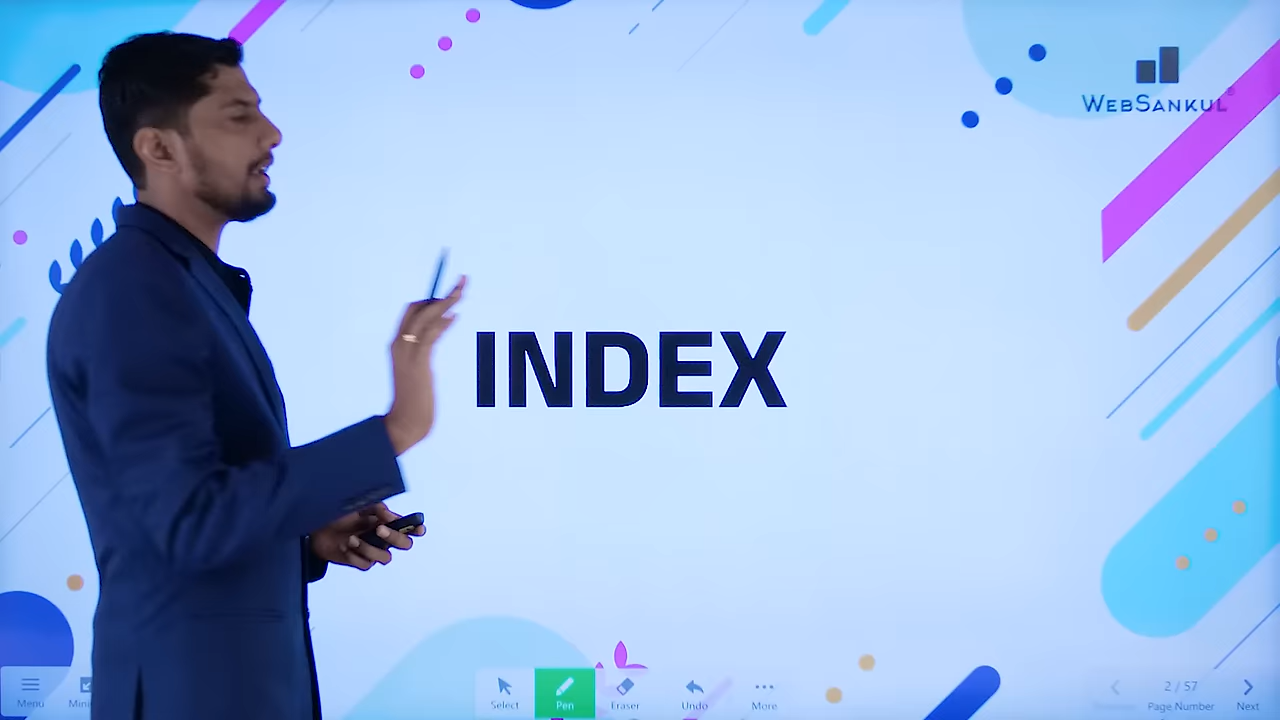 WEBSANKUL®
INDEX
Menu
Select
Pen
Eraser
Undo
More
2 / 57
Page Number
Next